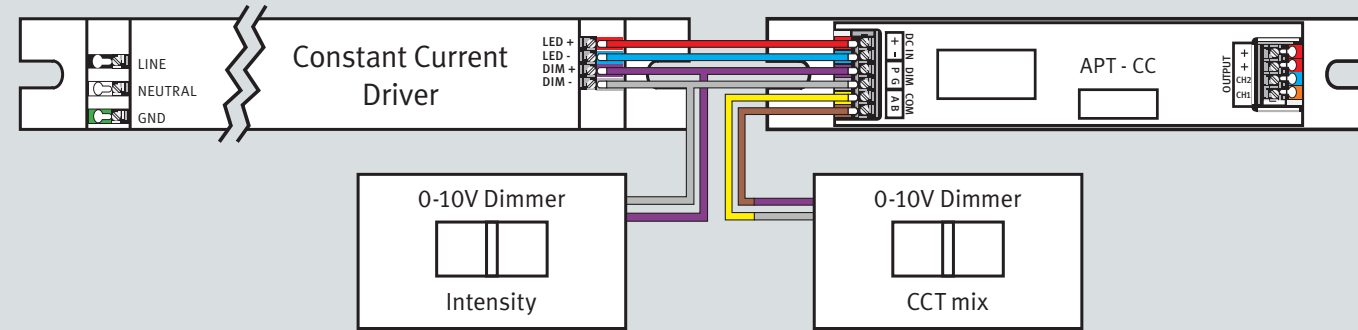 LINE
NEUTRAL
GND
Constant Current
Driver
LED +
LED -
DIM +
DIM -
+ -
P G
A B
DC IN
DIM
COM
APT - CC
OUTPUT
+
+
CH2
CH1
0-10V Dimmer
Intensity
0-10V Dimmer
CCT mix